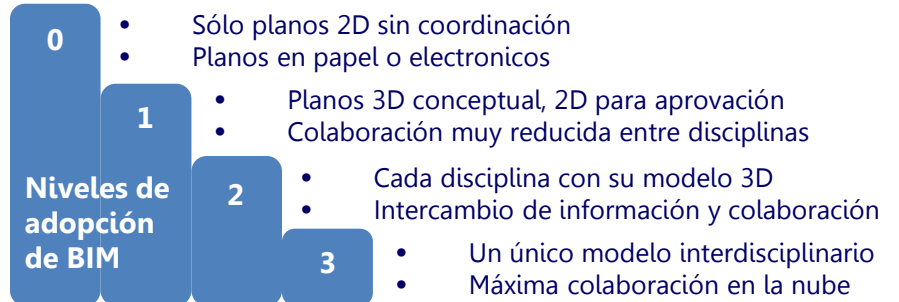 0
• Sólo planos 2D sin coordinación
• Planos en papel o electronicos
1
• Planos 3D conceptual, 2D para aprovación
• Colaboración muy reducida entre disciplinas
2
• Cada disciplina con su modelo 3D
• Intercambio de información y colaboración
3
• Un único modelo interdisciplinario
• Máxima colaboración en la nube
Niveles de
adopción
de BIM